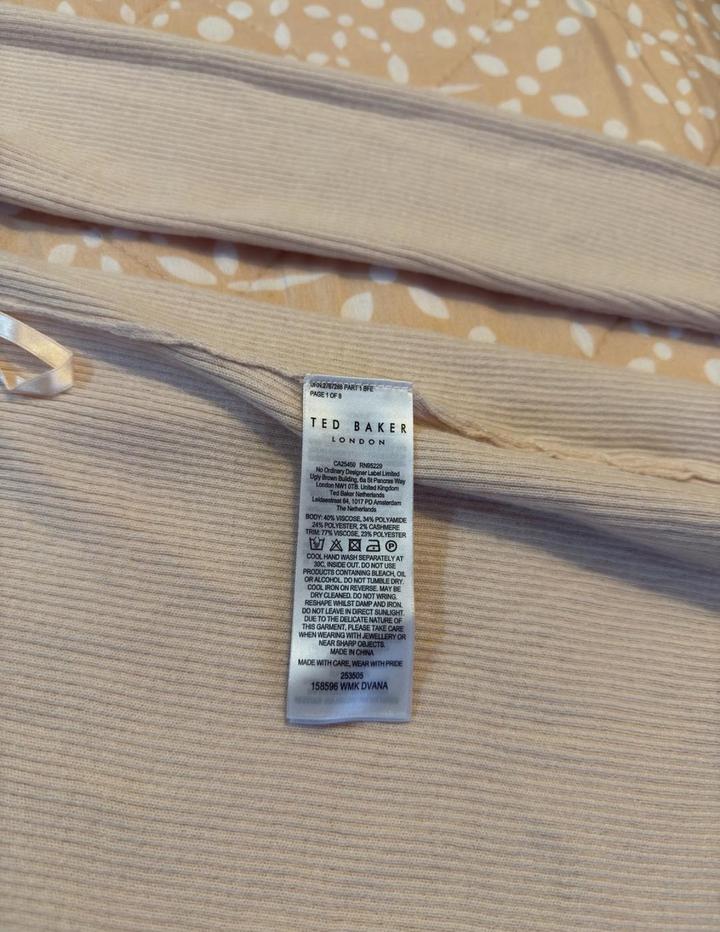 PART 1 BFE
PAGE 1 OF 8
TED BAKER
LONDON
CA25459 RN95229
No Ordinary Designer Label Limited
Ugly Brown Building, 6a St Pancras Way
London NW1 0TB. United Kingdom
Ted Baker Netherlands
Leidsestraat 64, 1017 PD Amsterdam
The Netherlands
BODY: 40% VISCOSE, 34% POLYAMIDE
24% POLYESTER, 2% CASHMERE
TRIM: 77% VISCOSE, 23% POLYESTER
COOL HAND WASH SEPARATELY AT
30C, INSIDE OUT. DO NOT USE
PRODUCTS CONTAINING BLEACH, OIL
OR ALCOHOL. DO NOT TUMBLE DRY.
COOL IRON ON REVERSE. MAY BE
DRY CLEANED. DO NOT WRING.
RESHAPE WHILST DAMP AND IRON.
DO NOT LEAVE IN DIRECT SUNLIGHT.
DUE TO THE DELICATE NATURE OF
THIS GARMENT, PLEASE TAKE CARE
WHEN WEARING WITH JEWELLERY OR
NEAR SHARP OBJECTS.
MADE IN CHINA
MADE WITH CARE, WEAR WITH PRIDE
253505
158596 WMK DVANA